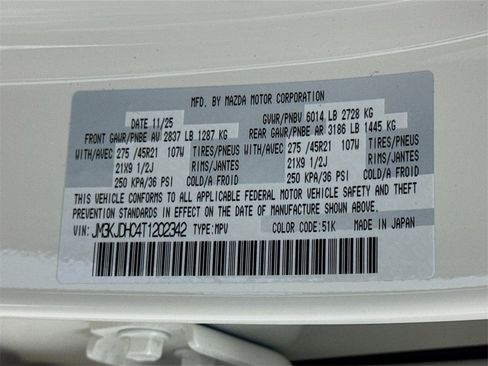 MFD. BY MAZDA MOTOR CORPORATION
DATE 11/25 GVWR/PNBV 6014 LB 2728 KG
FRONT GAWR/PNBE AV 2837 LB 1287 KG REAR GAWR/PNBE AR 3186 LB 1445 KG
WITH/AVEC 275 /45R21 107W TIRES/PNEUS WITH/AVEC 275 /45R21 107W TIRES/PNEUS
21X9 1/2J RIMS/JANTES 21X9 1/2J RIMS/JANTES
250 KPA/36 PSI COLD/A FROID 250 KPA/36 PSI COLD/A FROID
THIS VEHICLE CONFORMS TO ALL APPLICABLE FEDERAL MOTOR VEHICLE SAFETY AND THEFT
PREVENTION STANDARDS IN EFFECT ON THE DATE OF MANUFACTURE SHOWN ABOVE.
VIN: JM3KJDHC4T1202342 TYPE: MPV COLOR CODE: 51K MADE IN JAPAN